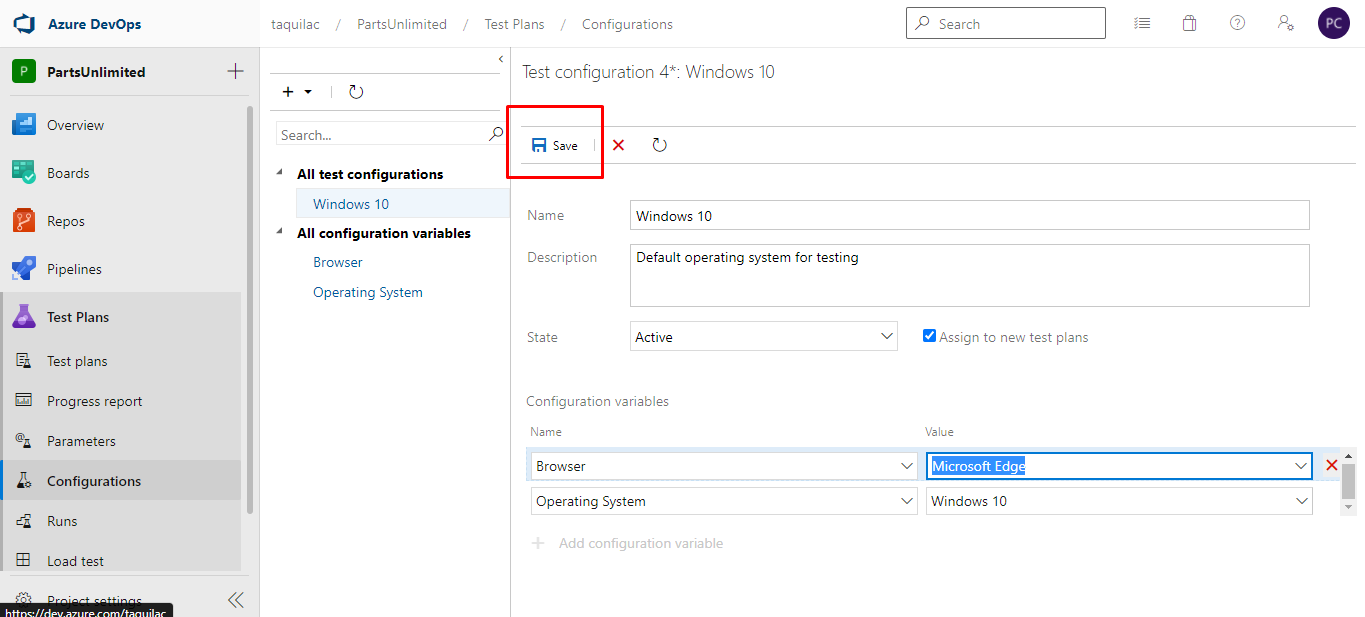 Azure DevOps
taquilac / PartsUnlimited / Test Plans / Configurations
Search
PC
P PartsUnlimited
Overview
Boards
Repos
Pipelines
Test Plans
Test plans
Progress report
Parameters
Configurations
Runs
Load test
Project settings
https://dev.azure.com/taquilac
Search...
All test configurations
Windows 10
All configuration variables
Browser
Operating System
Test configuration 4*: Windows 10
Save
Name
Windows 10
Description
Default operating system for testing
State
Active
Assign to new test plans
Configuration variables
Name Value
Browser Microsoft Edge
Operating System Windows 10
Add configuration variable